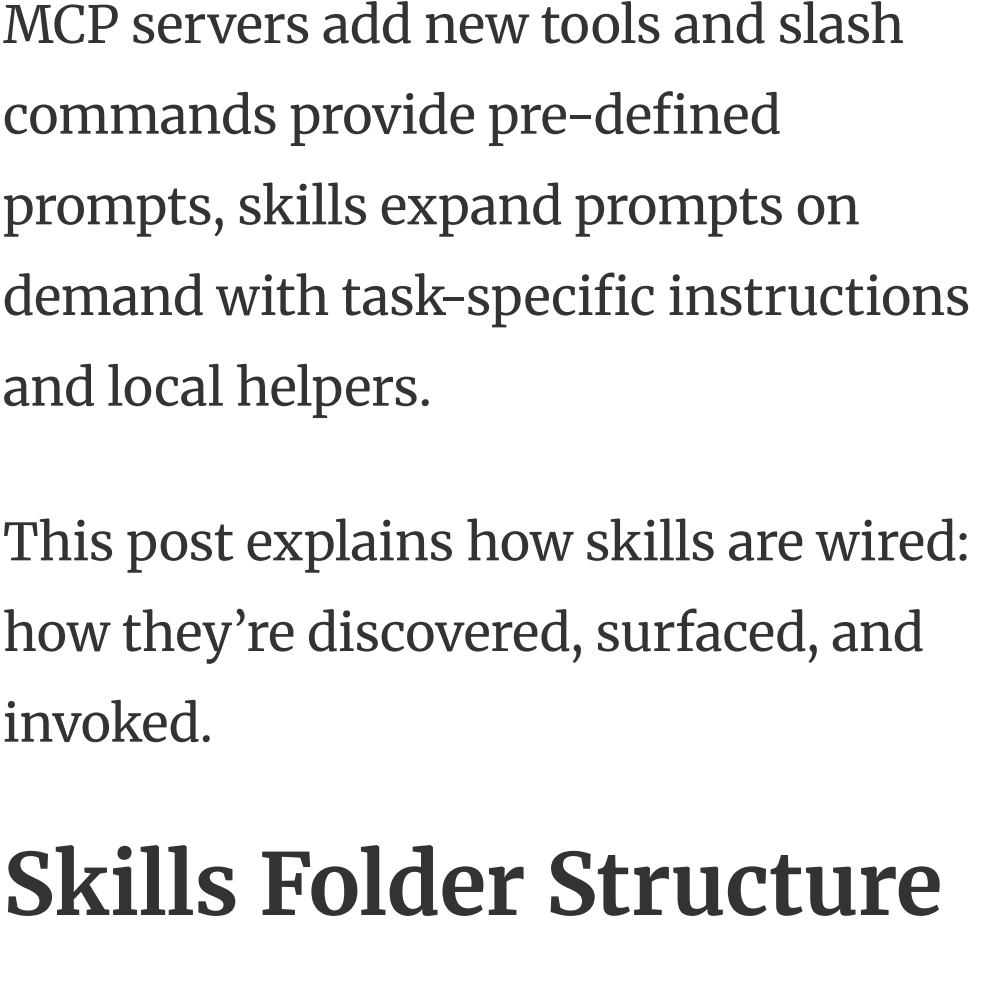 MCP servers add new tools and slash
commands provide pre-defined
prompts, skills expand prompts on
demand with task-specific instructions
and local helpers.
This post explains how skills are wired:
how they’re discovered, surfaced, and
invoked.
Skills Folder Structure